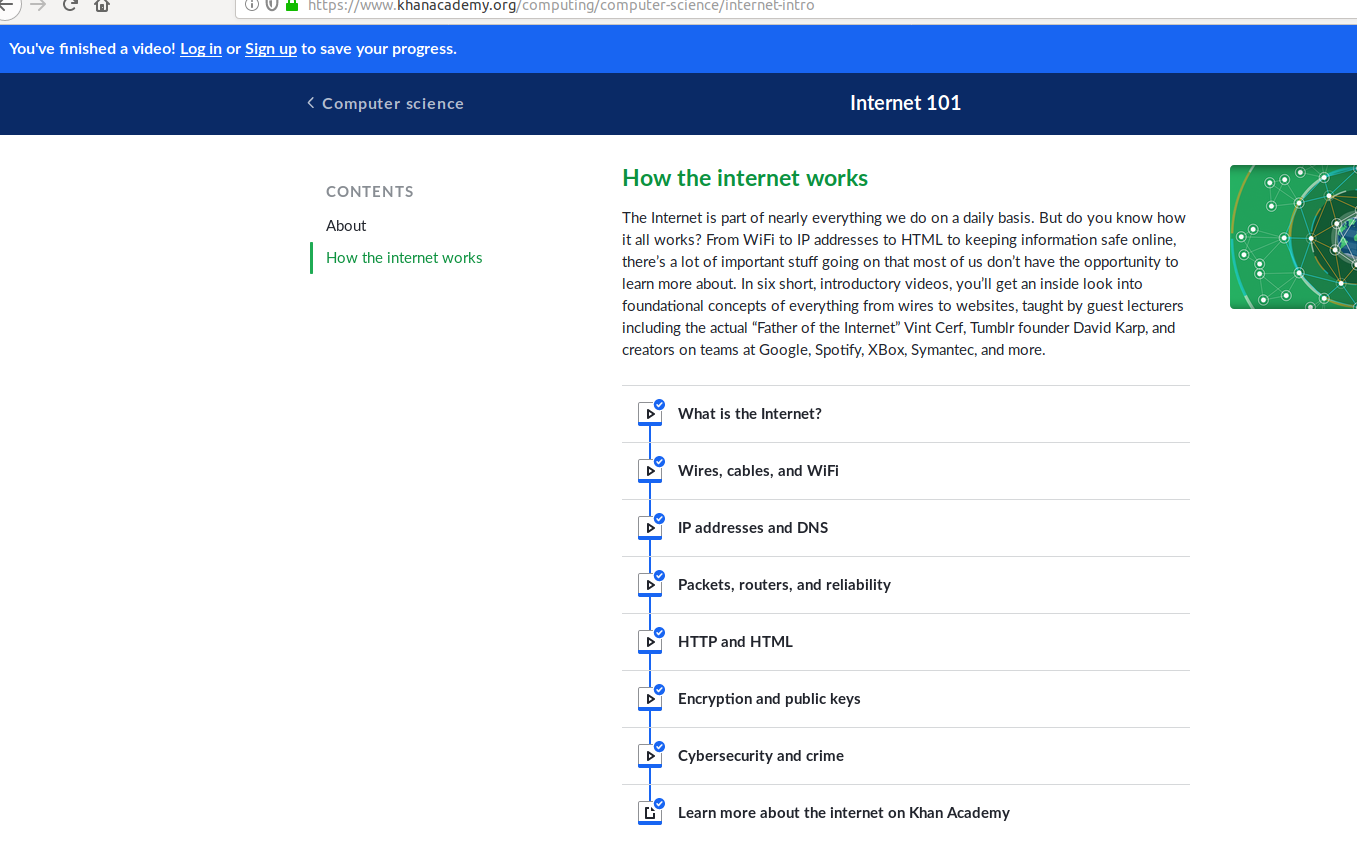 https://www.khanacademy.org/computing/computer-science/internet-intro
You've finished a video! Log in or Sign up to save your progress.
Computer science
Internet 101
CONTENTS
About
How the internet works
How the internet works
The Internet is part of nearly everything we do on a daily basis. But do you know how
it all works? From WiFi to IP addresses to HTML to keeping information safe online,
there’s a lot of important stuff going on that most of us don’t have the opportunity to
learn more about. In six short, introductory videos, you’ll get an inside look into
foundational concepts of everything from wires to websites, taught by guest lecturers
including the actual “Father of the Internet” Vint Cerf, Tumblr founder David Karp, and
creators on teams at Google, Spotify, XBox, Symantec, and more.
What is the Internet?
Wires, cables, and WiFi
IP addresses and DNS
Packets, routers, and reliability
HTTP and HTML
Encryption and public keys
Cybersecurity and crime
Learn more about the internet on Khan Academy